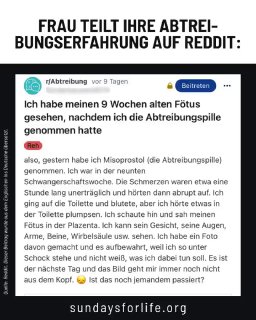 FRAU TEILT IHRE ABTREI-
BUNGSERFAHRUNG AUF REDDIT:
r/Abtreibung vor 9 Tagen
Beitreten
Ich habe meinen 9 Wochen alten Fötus
gesehen, nachdem ich die Abtreibungspille
genommen hatte
Reh
also, gestern habe ich Misoprostol (die Abtreibungspille)
genommen. Ich war in der neunten
Schwangerschaftswoche. Die Schmerzen waren etwa eine
Stunde lang unerträglich und hörten dann abrupt auf. Ich
ging auf die Toilette und blutete, aber ich hörte etwas in
der Toilette plumpsen. Ich schaute hin und sah meinen
Fötus in der Plazenta. Ich kann sein Gesicht, seine Augen,
Arme, Beine, Wirbelsäule usw. sehen. Ich habe ein Foto
davon gemacht und es aufbewahrt, weil ich so unter
Schock stehe und nicht weiß, was ich dabei tun soll. Es ist
der nächste Tag und das Bild geht mir immer noch nicht
aus dem Kopf. 😞 Ist das noch jemandem passiert?
Quelle: Reddit. Dieser Beitrag wurde aus dem Englischen ins Deutsche übersetzt.
sundaysforlife.org